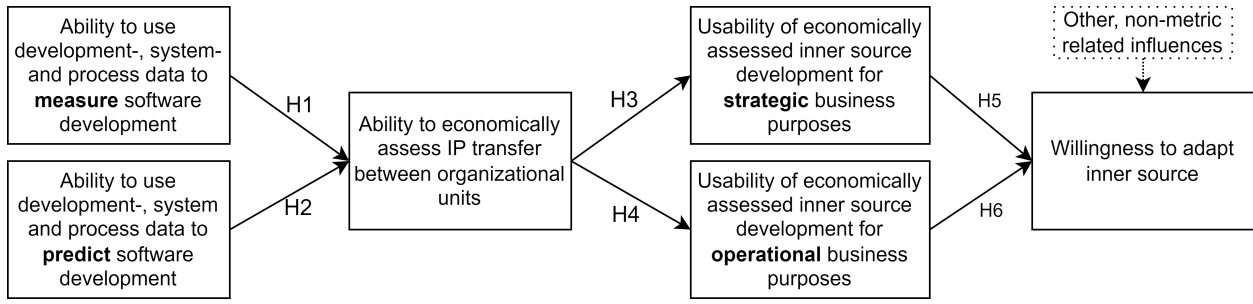 Ability to use
development-, system-
and process data to
measure software
development
H1
Ability to use
development-, system
and process data to
predict software
development
H2
Ability to economically
assess IP transfer
between organizational
units
H3
H4
Usability of economically
assessed inner source
development for
strategic business
purposes
Usability of economically
assessed inner source
development for
operational business
purposes
H5
H6
Other, non-metric
related influences
Willingness to adapt
inner source